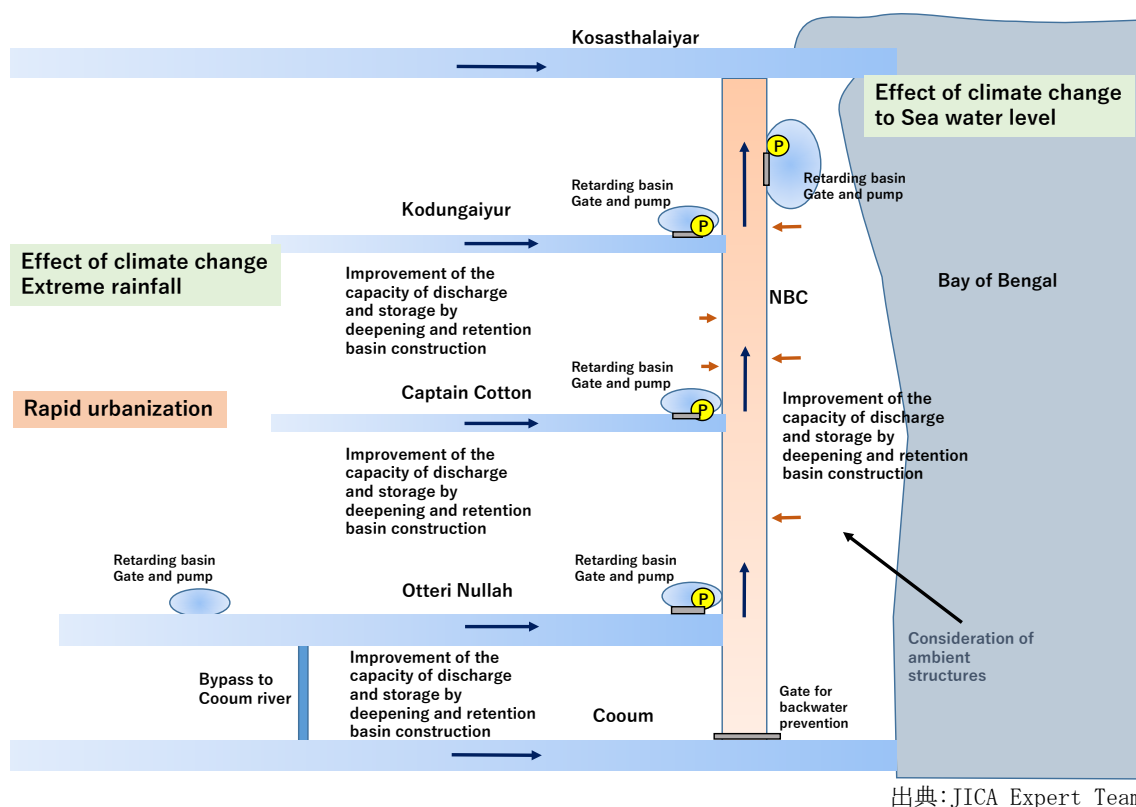 Kosasthalaiyar
Effect of climate change
to Sea water level
P
Retarding basin
Gate and pump
Retarding basin
Gate and pump
P
Kodungaiyur
Effect of climate change
Extreme rainfall
Improvement of the
capacity of discharge
and storage by
deepening and retention
basin construction
NBC
Bay of Bengal
Rapid urbanization
Retarding basin
Gate and pump
P
Captain Cotton
Improvement of the
capacity of discharge
and storage by
deepening and retention
basin construction
Improvement of the
capacity of discharge
and storage by
deepening and retention
basin construction
Retarding basin
Gate and pump
Retarding basin
Gate and pump
P
Otteri Nullah
Consideration of
ambient
structures
Bypass to
Cooum river
Improvement of the
capacity of discharge
and storage by
deepening and retention
basin construction
Cooum
Gate for
backwater
prevention
出典:JICA Expert Team